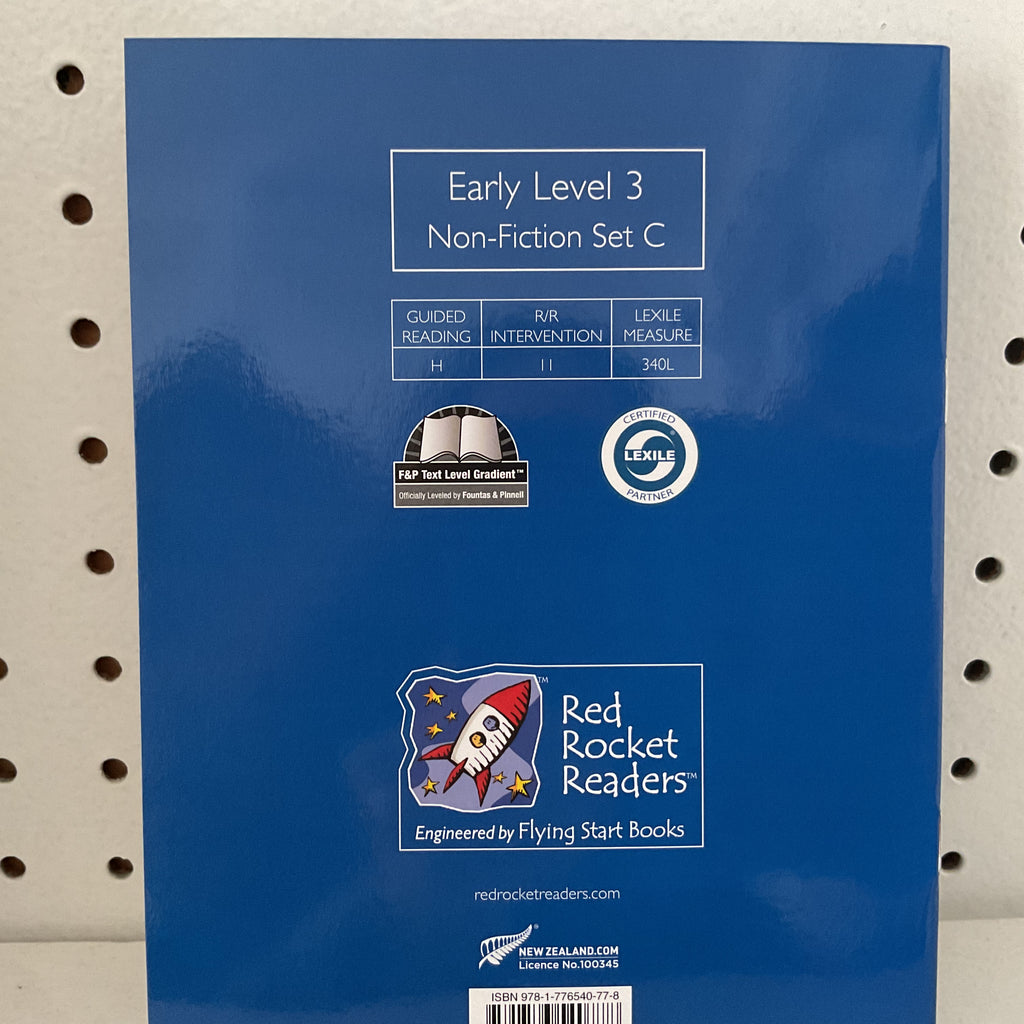 Early Level 3
Non-Fiction Set C
GUIDED READING
R/R INTERVENTION
LEXILE MEASURE
H
11
340L
F&P Text Level Gradient™
Officially Leveled by Fountas & Pinnell
CERTIFIED
LEXILE®
PARTNER
™
Red
Rocket
Readers™
Engineered by Flying Start Books
redrocketreaders.com
®
NEW ZEALAND.COM
Licence No.100345
ISBN 978-1-776540-77-8